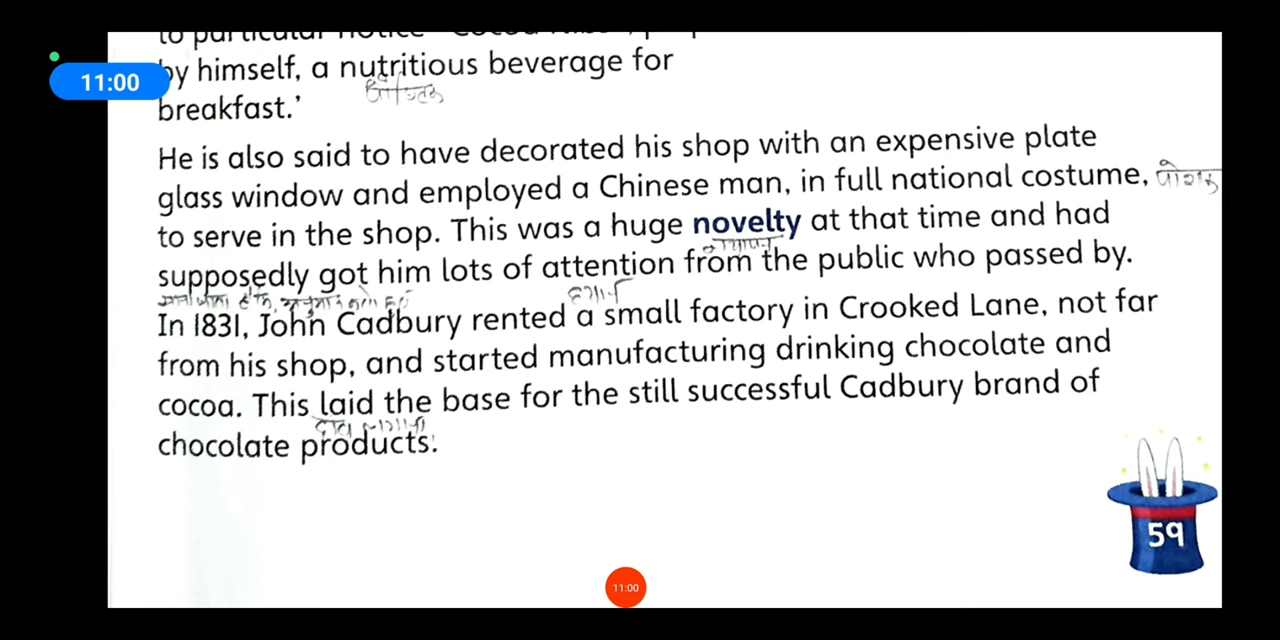 to particular notice
11:00
by himself, a nutritious beverage for
breakfast.'
He is also said to have decorated his shop with an expensive plate
glass window and employed a Chinese man, in full national costume,
to serve in the shop. This was a huge novelty at that time and had
supposedly got him lots of attention from the public who passed by.
In 1831, John Cadbury rented a small factory in Crooked Lane, not far
from his shop, and started manufacturing drinking chocolate and
cocoa. This laid the base for the still successful Cadbury brand of
chocolate products.
59
11:00